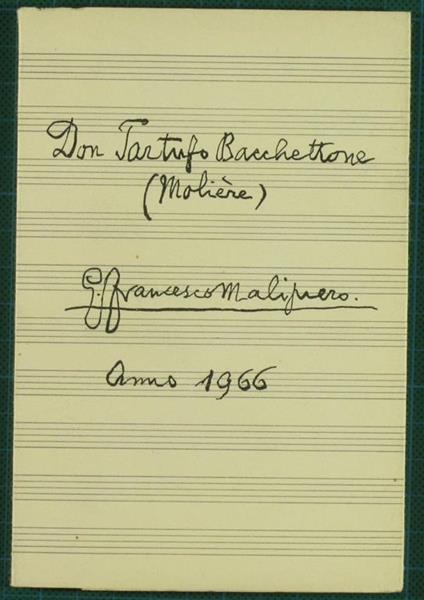 Don Tartufo Bacchettone
(Molière)
G. Francesco Malipiero.
Anno 1966